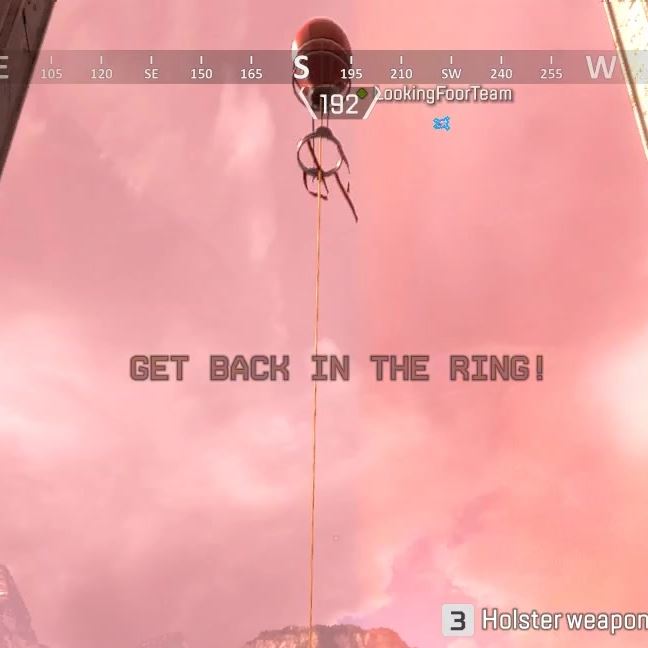 E 105 120 SE 150 165 S 195 210 SW 240 255 W
192 LookingFoorTeam
GET BACK IN THE RING!
3 Holster weapon